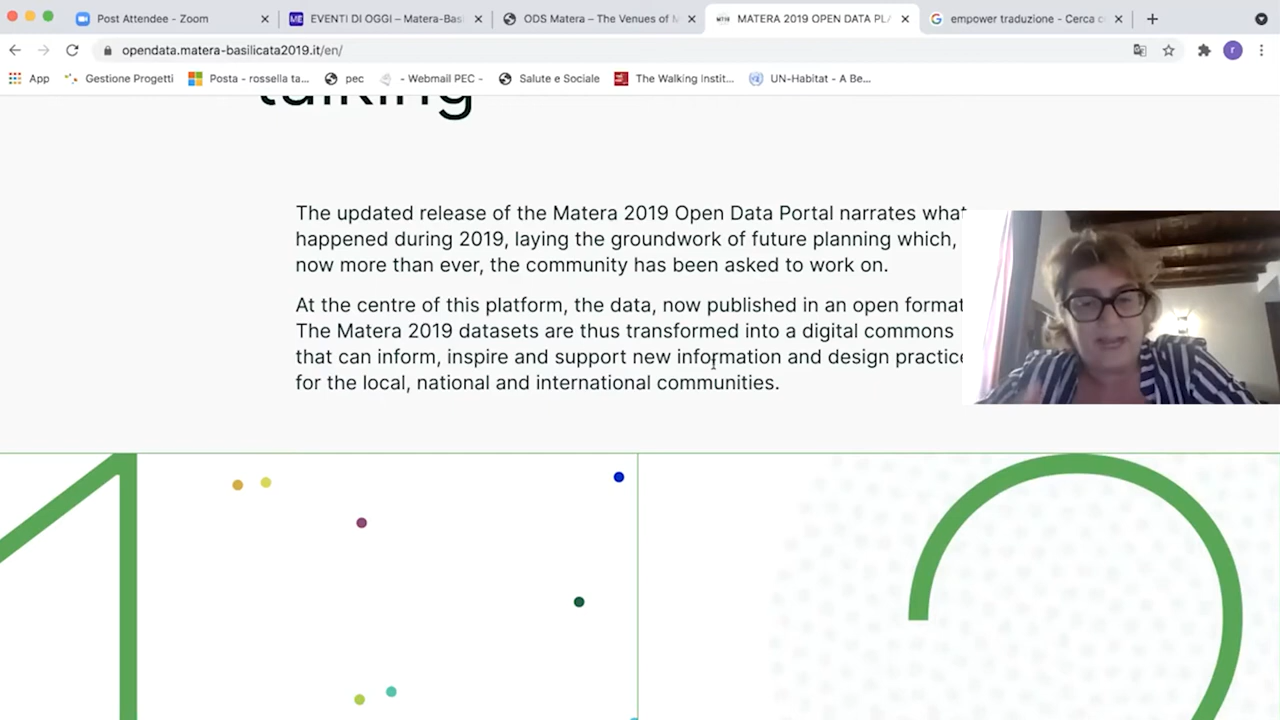 Post Attendee - Zoom
EVENTI DI OGGI – Matera-Basi
ODS Matera – The Venues of M
MATERA 2019 OPEN DATA PL
empower traduzione - Cerca c
opendata.matera-basilicata2019.it/en/
r
App
Gestione Progetti
Posta - rossella ta...
pec
- Webmail PEC -
Salute e Sociale
The Walking Instit...
UN-Habitat - A Be...
talking
The updated release of the Matera 2019 Open Data Portal narrates what
happened during 2019, laying the groundwork of future planning which,
now more than ever, the community has been asked to work on.
At the centre of this platform, the data, now published in an open format
The Matera 2019 datasets are thus transformed into a digital commons
that can inform, inspire and support new information and design practice
for the local, national and international communities.
1
2